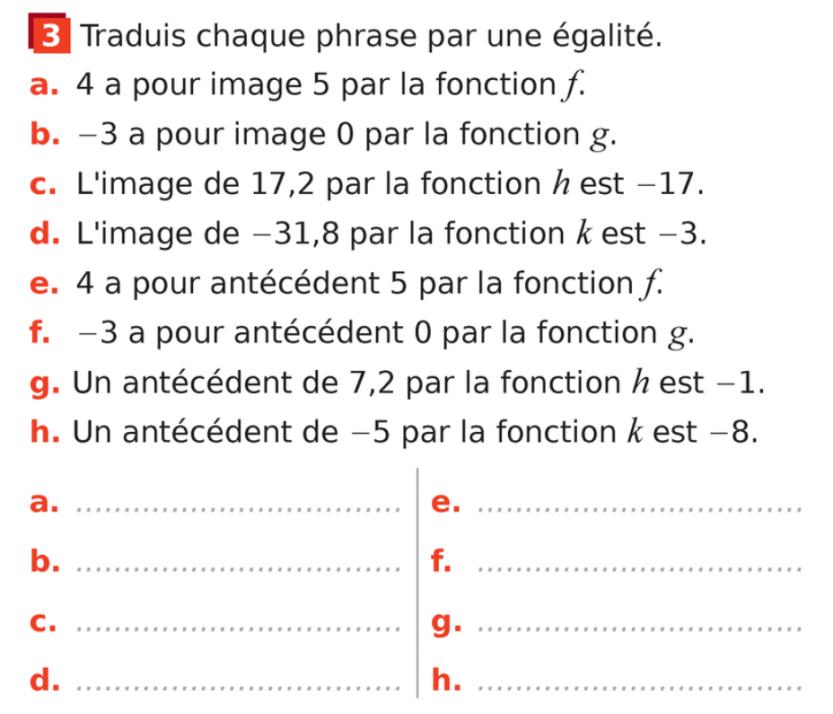 3 Traduis chaque phrase par une égalité.
a. 4 a pour image 5 par la fonction f.
b. −3 a pour image 0 par la fonction g.
c. L'image de 17,2 par la fonction h est −17.
d. L'image de −31,8 par la fonction k est −3.
e. 4 a pour antécédent 5 par la fonction f.
f. −3 a pour antécédent 0 par la fonction g.
g. Un antécédent de 7,2 par la fonction h est −1.
h. Un antécédent de −5 par la fonction k est −8.
a. .................................. e. ..................................
b. .................................. f. ..................................
c. .................................. g. ..................................
d. .................................. h. ..................................